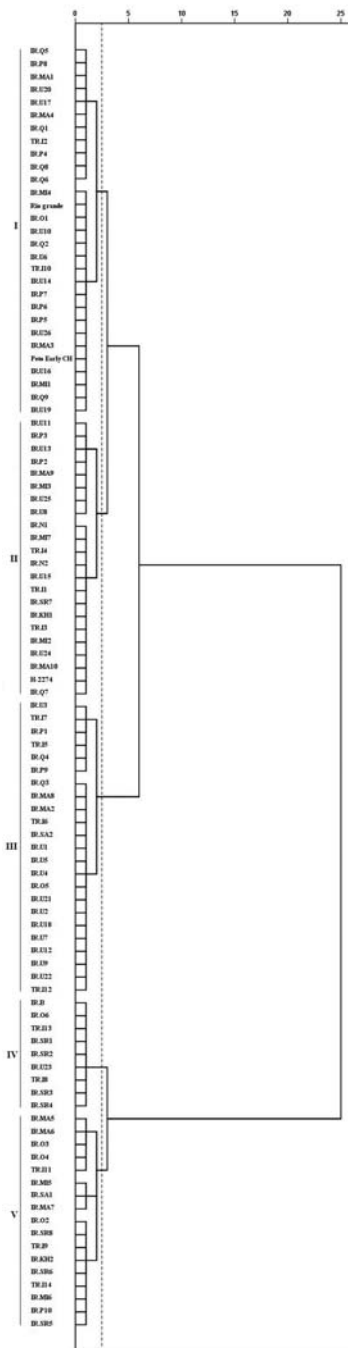 0 5 10 15 20 25
IR.Q5
IR.P8
IR.MA1
IR.U20
IR.U17
IR.MA4
IR.Q1
TR.I2
IR.P4
IR.Q8
IR.Q6
IR.MI4
Rio grande
I
IR.O1
IR.U10
IR.Q2
IR.U6
TR.I10
IR.U14
IR.P7
IR.P6
IR.P5
IR.U26
IR.MA3
Peto Early CH
IR.U16
IR.MI1
IR.Q9
IR.U19
IR.U11
IR.P3
IR.U13
IR.P2
IR.MA9
IR.MI3
IR.U25
IR.U8
IR.N1
IR.MI7
TR.I4
II
IR.N2
IR.U15
TR.I1
IR.SR7
IR.KH1
TR.I3
IR.MI2
IR.U24
IR.MA10
H.2274
IR.Q7
IR.U3
TR.I7
IR.P1
TR.I5
IR.Q4
IR.P9
IR.Q3
IR.MA8
IR.MA2
TR.I6
IR.SA2
III
IR.U1
IR.U5
IR.U4
IR.O5
IR.U21
IR.U2
IR.U18
IR.U7
IR.U12
IR.U9
IR.U22
TR.I12
IR.O6
TR.I13
IR.SR1
IV
IR.SR2
IR.U23
TR.I8
IR.SR3
IR.SR4
IR.MA5
IR.MA6
IR.O3
IR.O4
TR.I11
IR.MI5
IR.SA1
V
IR.MA7
IR.O2
IR.SR8
TR.I9
IR.KH2
IR.SR6
TR.I14
IR.MI6
IR.P10
IR.SR5